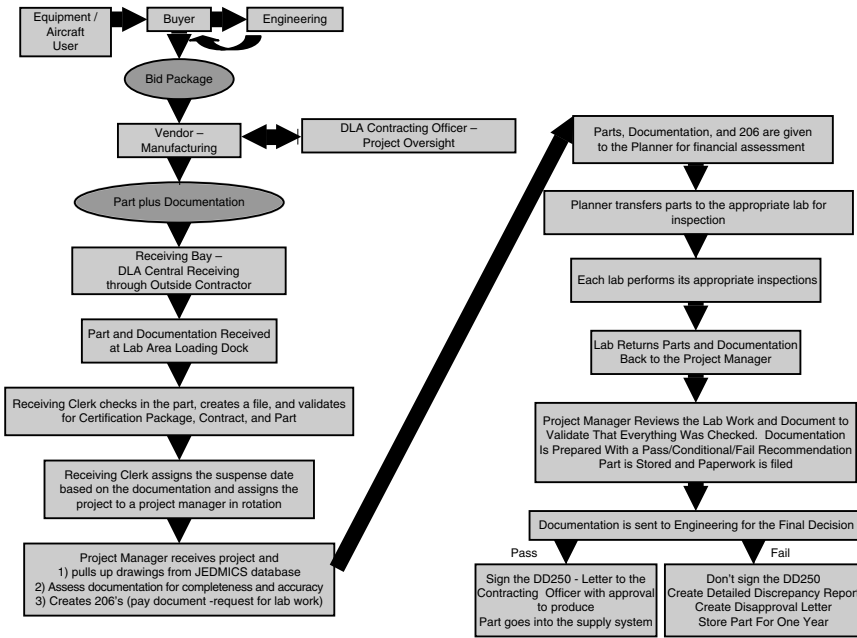 Equipment /
Aircraft
User
Buyer
Engineering
Bid Package
Vendor –
Manufacturing
DLA Contracting Officer –
Project Oversight
Part plus Documentation
Receiving Bay –
DLA Central Receiving
through Outside Contractor
Part and Documentation Received
at Lab Area Loading Dock
Receiving Clerk checks in the part, creates a file, and validates
for Certification Package, Contract, and Part
Receiving Clerk assigns the suspense date
based on the documentation and assigns the
project to a project manager in rotation
Project Manager receives project and
1) pulls up drawings from JEDMICS database
2) Assess documentation for completeness and accuracy
3) Creates 206's (pay document -request for lab work)
Parts, Documentation, and 206 are given
to the Planner for financial assessment
Planner transfers parts to the appropriate lab for
inspection
Each lab performs its appropriate inspections
Lab Returns Parts and Documentation
Back to the Project Manager
Project Manager Reviews the Lab Work and Document to
Validate That Everything Was Checked. Documentation
Is Prepared With a Pass/Conditional/Fail Recommendation
Part is Stored and Paperwork is filed
Documentation is sent to Engineering for the Final Decision
Pass
Fail
Sign the DD250 - Letter to the
Contracting Officer with approval
to produce
Part goes into the supply system
Don't sign the DD250
Create Detailed Discrepancy Report
Create Disapproval Letter
Store Part For One Year